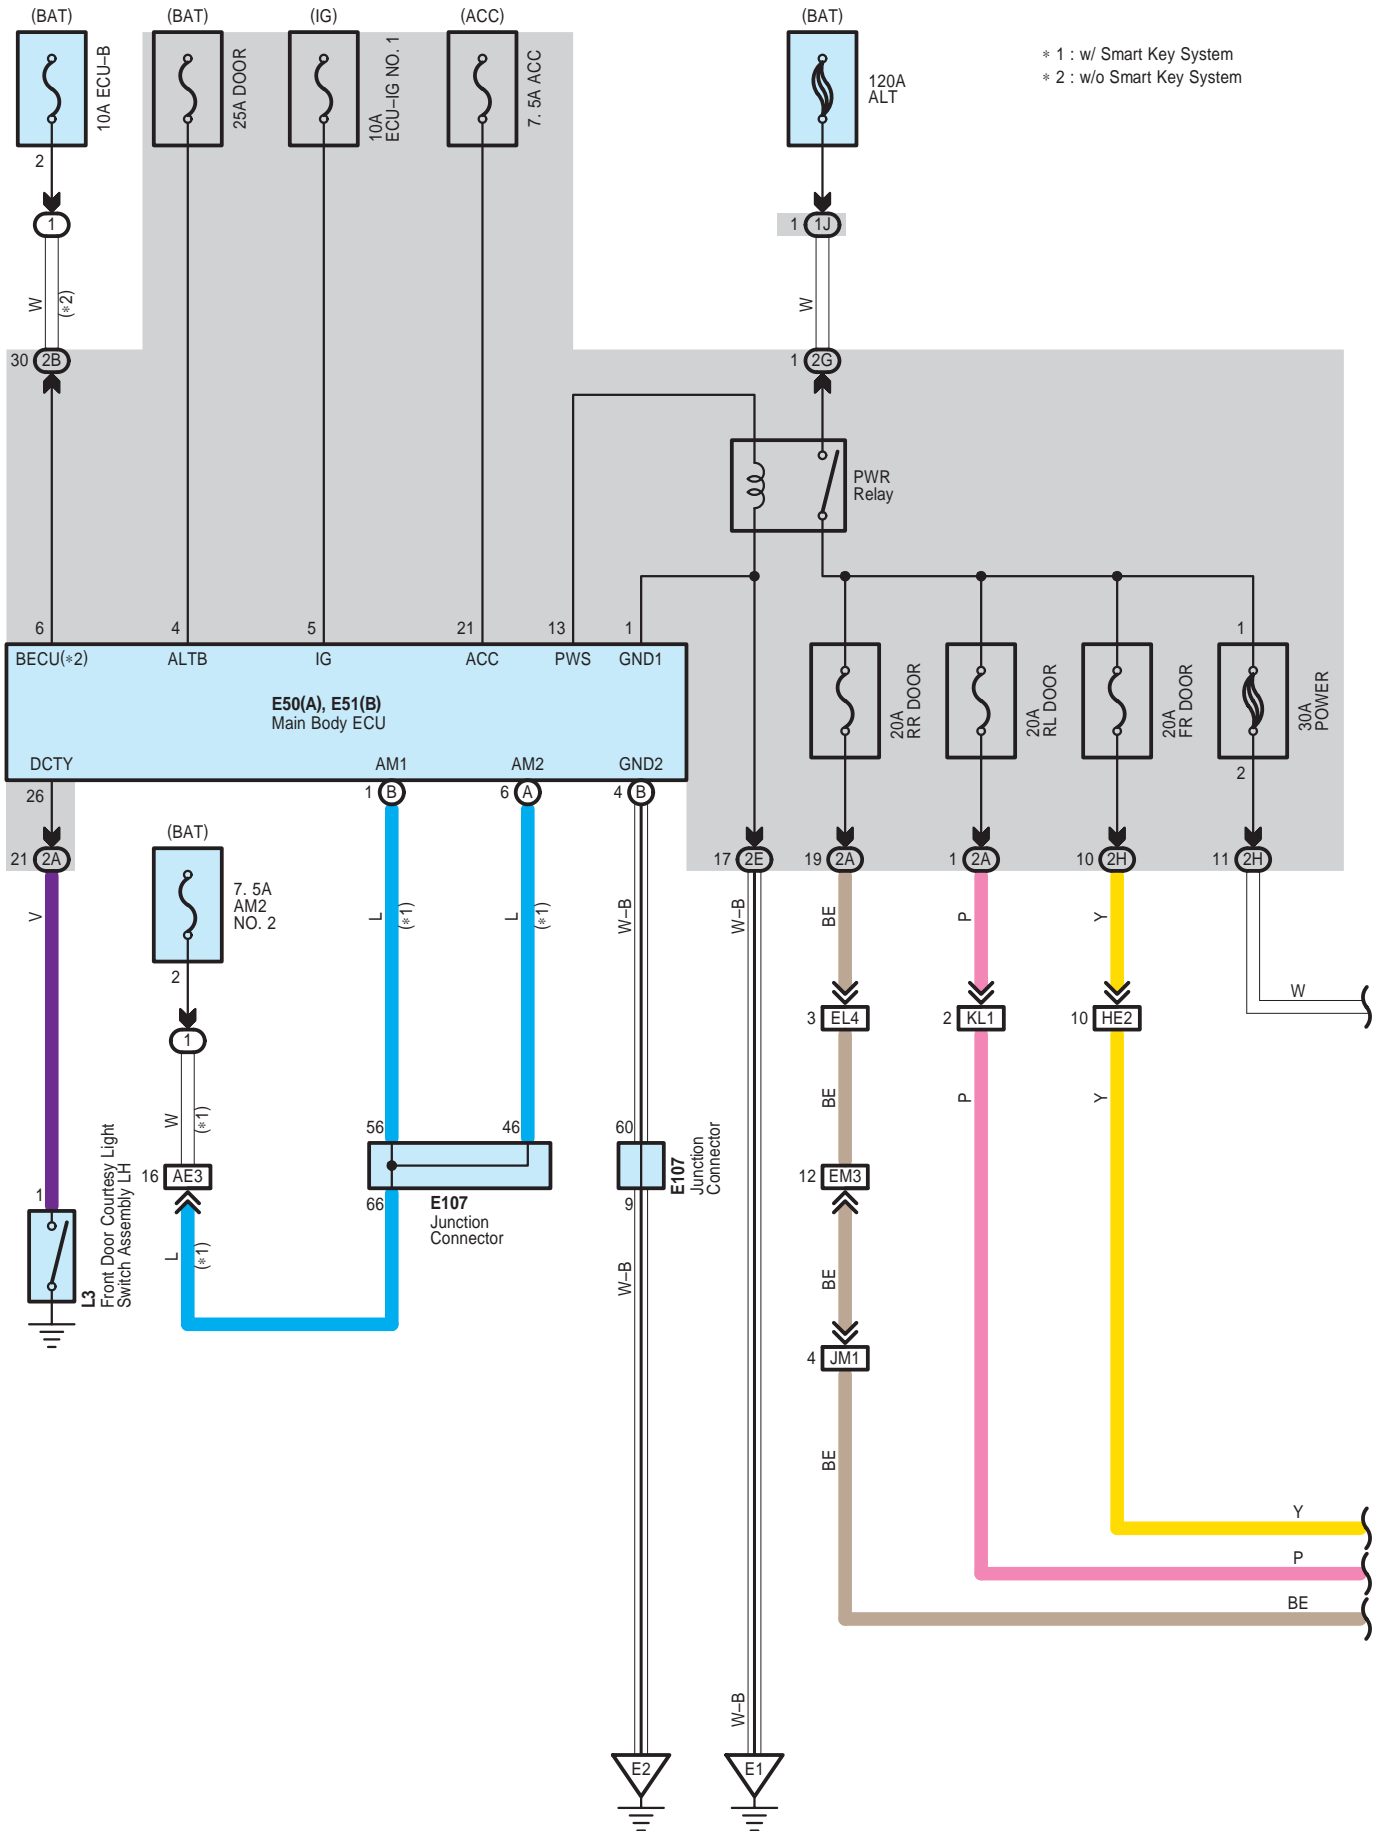 (BAT)
(BAT)
(IG)
(ACC)
(BAT)
10A ECU–B
25A DOOR
10A
ECU–IG NO. 1
7. 5A ACC
120A
ALT
∗ 1 : w/ Smart Key System
∗ 2 : w/o Smart Key System
2
1
1
1J
W
(∗2)
W
30
2B
1
2G
PWR
Relay
6
4
5
21
13
1
1
BECU(∗2)
ALTB
IG
ACC
PWS
GND1
E50(A), E51(B)
Main Body ECU
20A
RR DOOR
20A
RL DOOR
20A
FR DOOR
30A
POWER
DCTY
AM1
AM2
GND2
2
26
1
B
6
A
4
B
21
2A
(BAT)
17
2E
19
2A
1
2A
10
2H
11
2H
7. 5A
AM2
NO. 2
V
L
(∗1)
L
(∗1)
W–B
W–B
BE
P
Y
W
2
1
3
EL4
2
KL1
10
HE2
W
(∗1)
BE
P
Y
56
46
60
16
AE3
12
EM3
E107
Junction
Connector
1
66
E107
Junction
Connector
9
L3
Front Door Courtesy Light
Switch Assembly LH
L
(∗1)
W–B
BE
4
JM1
BE
Y
P
BE
W–B
E2
E1